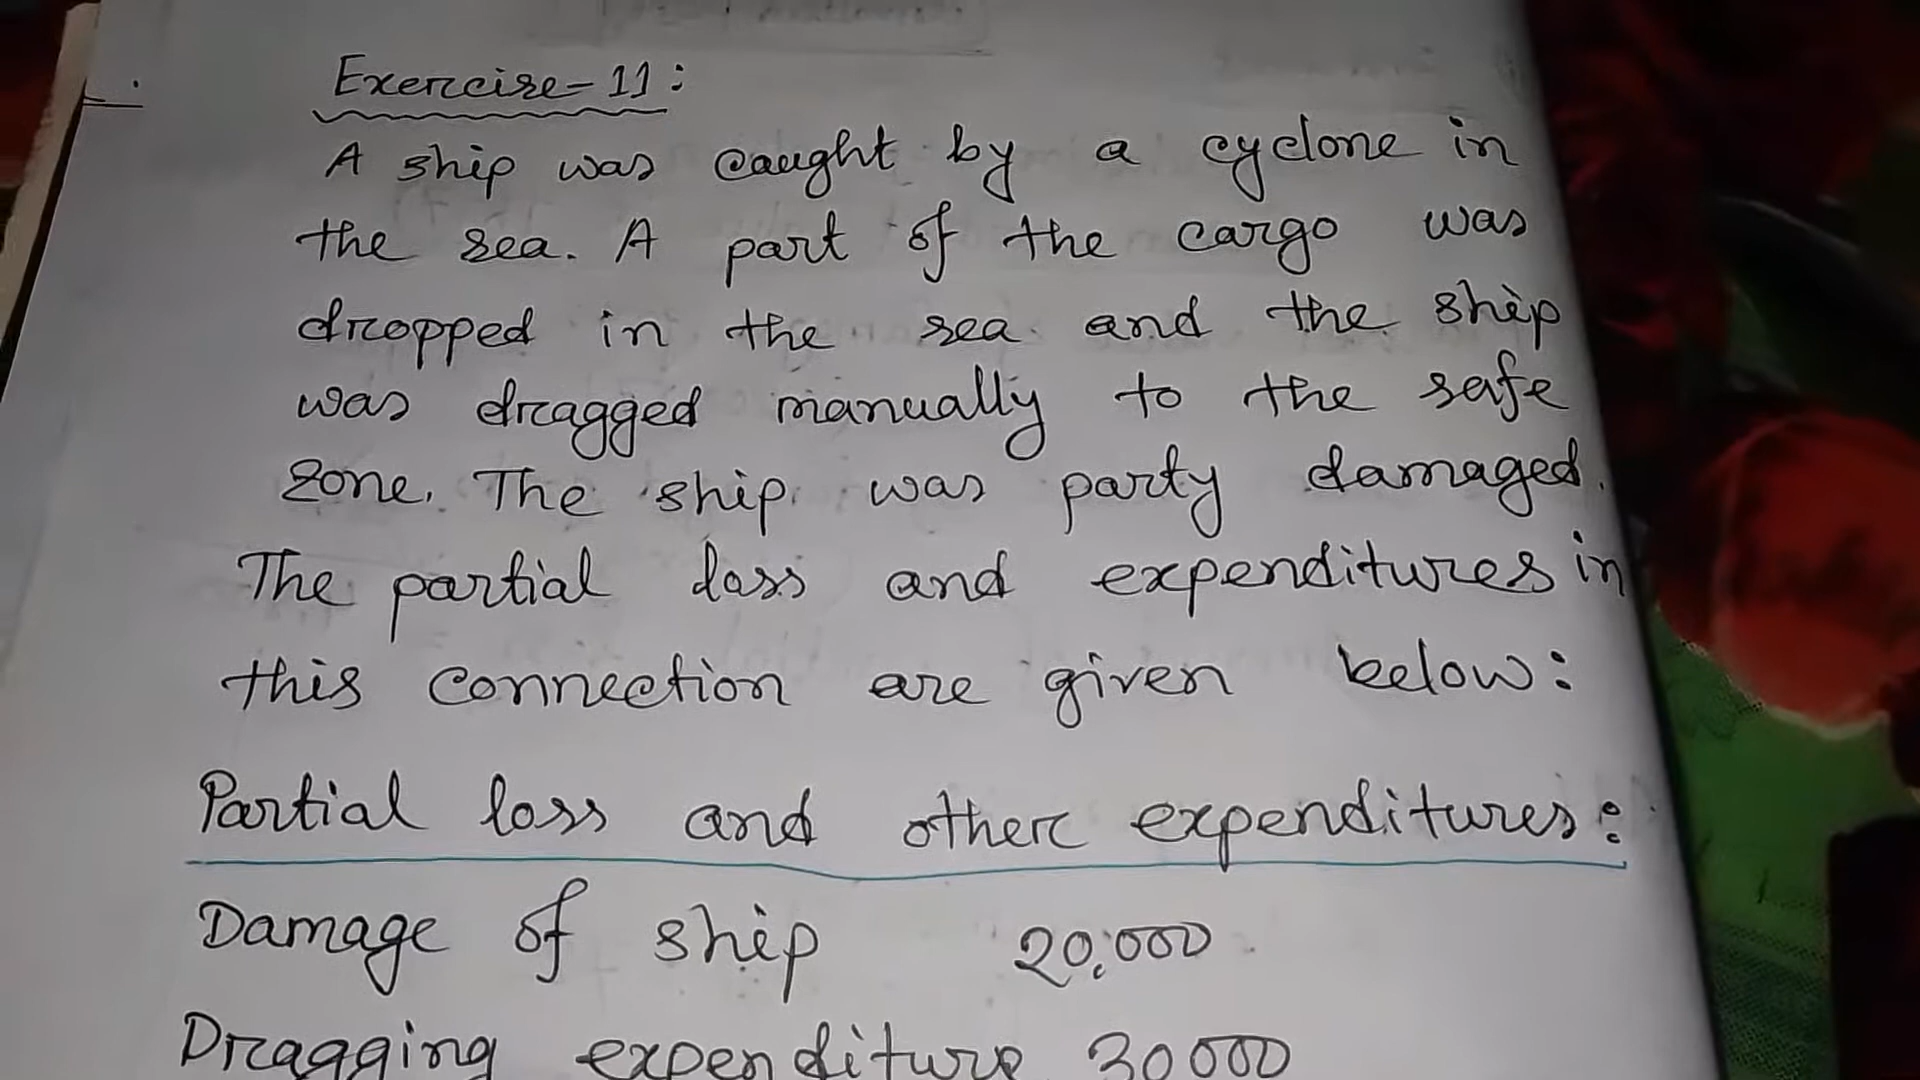 Exercise-11:
A ship was caught by a cyclone in
the sea. A part of the cargo was
dropped in the sea and the ship
was dragged manually to the safe
zone. The ship was party damaged.
The partial loss and expenditures in
this connection are given below:
Partial loss and other expenditures:
Damage of ship 20,000
Dragging expenditure 30000